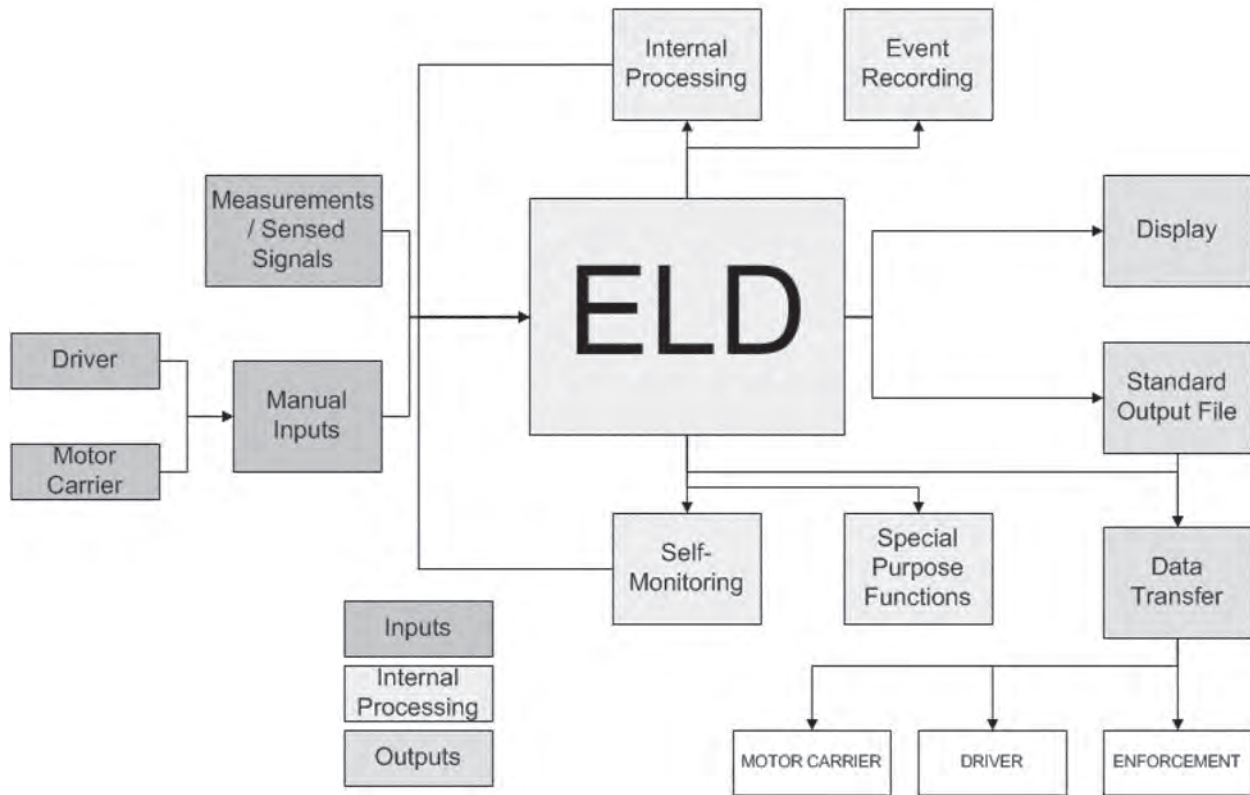 Internal
Processing
Event
Recording
Measurements
/ Sensed
Signals
ELD
Display
Driver
Manual
Inputs
Motor
Carrier
Standard
Output File
Self-
Monitoring
Special
Purpose
Functions
Data
Transfer
Inputs
Internal
Processing
Outputs
MOTOR CARRIER
DRIVER
ENFORCEMENT